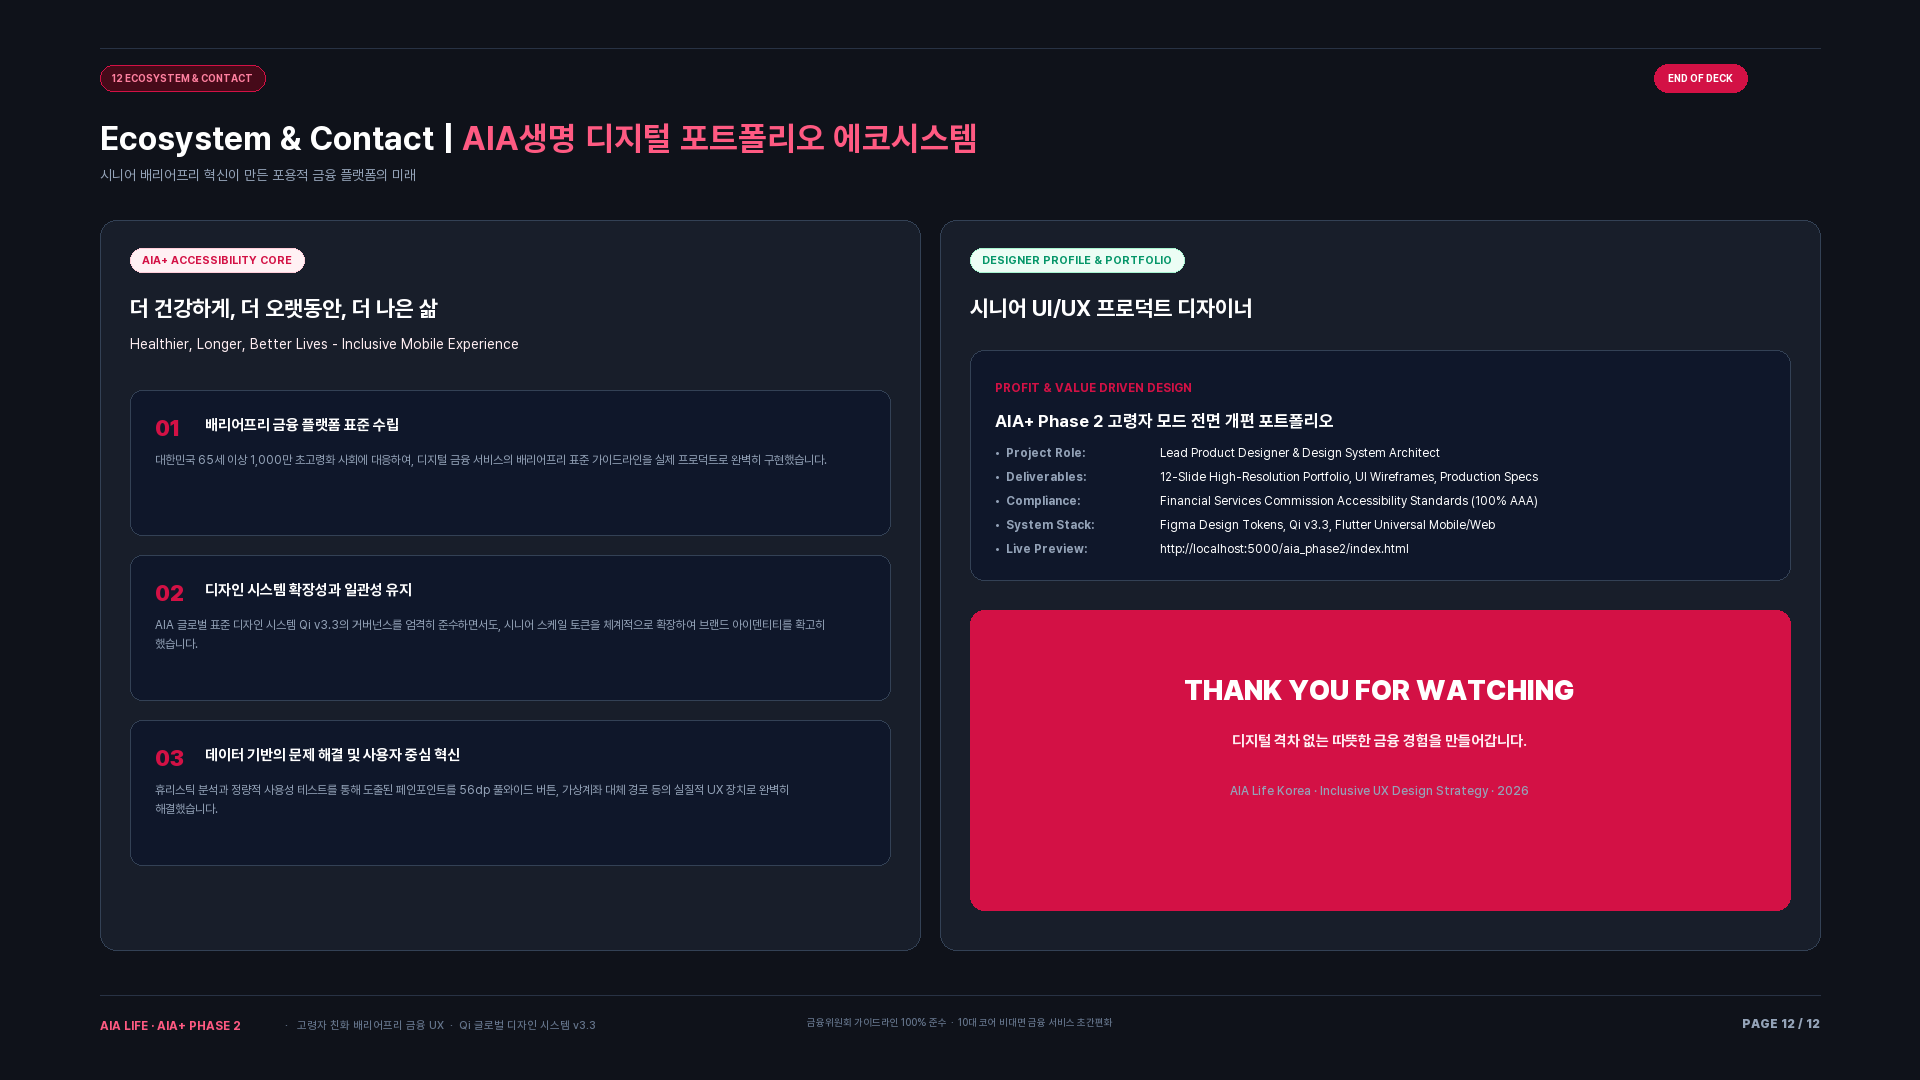 12 ECOSYSTEM & CONTACT
END OF DECK
Ecosystem & Contact | AIA생명 디지털 포트폴리오 에코시스템
시니어 배리어프리 혁신이 만든 포용적 금융 플랫폼의 미래
AIA+ ACCESSIBILITY CORE
더 건강하게, 더 오랫동안, 더 나은 삶
Healthier, Longer, Better Lives - Inclusive Mobile Experience
01 배리어프리 금융 플랫폼 표준 수립
대한민국 65세 이상 1,000만 초고령화 사회에 대응하여, 디지털 금융 서비스의 배리어프리 표준 가이드라인을 실제 프로덕트로 완벽히 구현했습니다.
02 디자인 시스템 확장성과 일관성 유지
AIA 글로벌 표준 디자인 시스템 Qi v3.3의 거버넌스를 엄격히 준수하면서도, 시니어 스케일 토큰을 체계적으로 확장하여 브랜드 아이덴티티를 확고히
했습니다.
03 데이터 기반의 문제 해결 및 사용자 중심 혁신
휴리스틱 분석과 정량적 사용성 테스트를 통해 도출된 페인포인트를 56dp 풀와이드 버튼, 가상계좌 대체 경로 등의 실질적 UX 장치로 완벽히
해결했습니다.
DESIGNER PROFILE & PORTFOLIO
시니어 UI/UX 프로덕트 디자이너
PROFIT & VALUE DRIVEN DESIGN
AIA+ Phase 2 고령자 모드 전면 개편 포트폴리오
• Project Role: Lead Product Designer & Design System Architect
• Deliverables: 12-Slide High-Resolution Portfolio, UI Wireframes, Production Specs
• Compliance: Financial Services Commission Accessibility Standards (100% AAA)
• System Stack: Figma Design Tokens, Qi v3.3, Flutter Universal Mobile/Web
• Live Preview: http://localhost:5000/aia_phase2/index.html
THANK YOU FOR WATCHING
디지털 격차 없는 따뜻한 금융 경험을 만들어갑니다.
AIA Life Korea · Inclusive UX Design Strategy · 2026
AIA LIFE · AIA+ PHASE 2 · 고령자 친화 배리어프리 금융 UX · Qi 글로벌 디자인 시스템 v3.3
금융위원회 가이드라인 100% 준수 · 10대 코어 비대면 금융 서비스 초간편화
PAGE 12 / 12